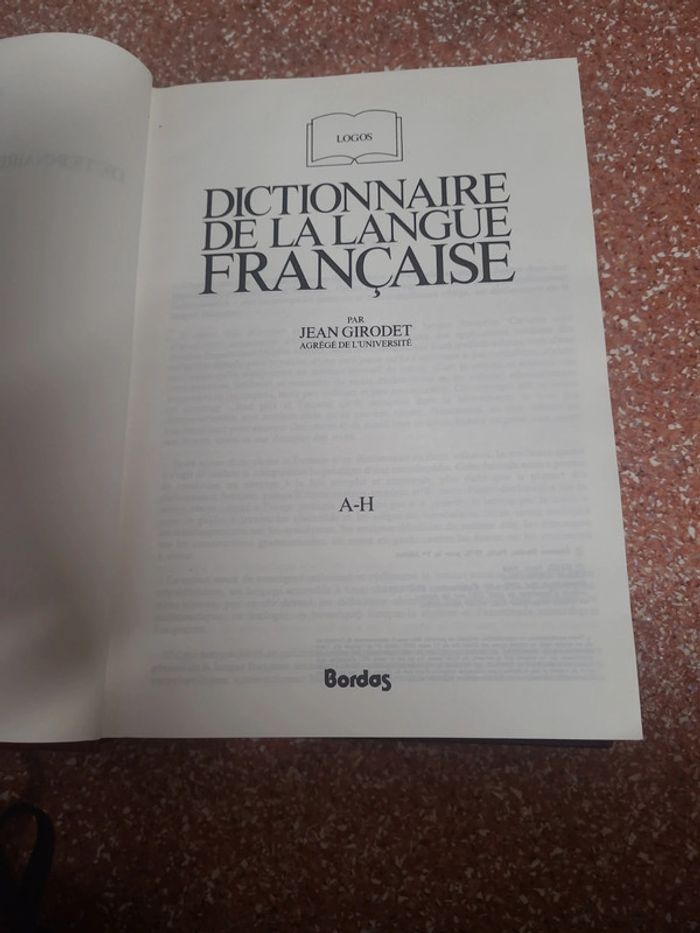 LOGOS
DICTIONNAIRE
DE LA LANGUE
FRANÇAISE
PAR
JEAN GIRODET
AGRÉGÉ DE L'UNIVERSITÉ
A-H
Bordas